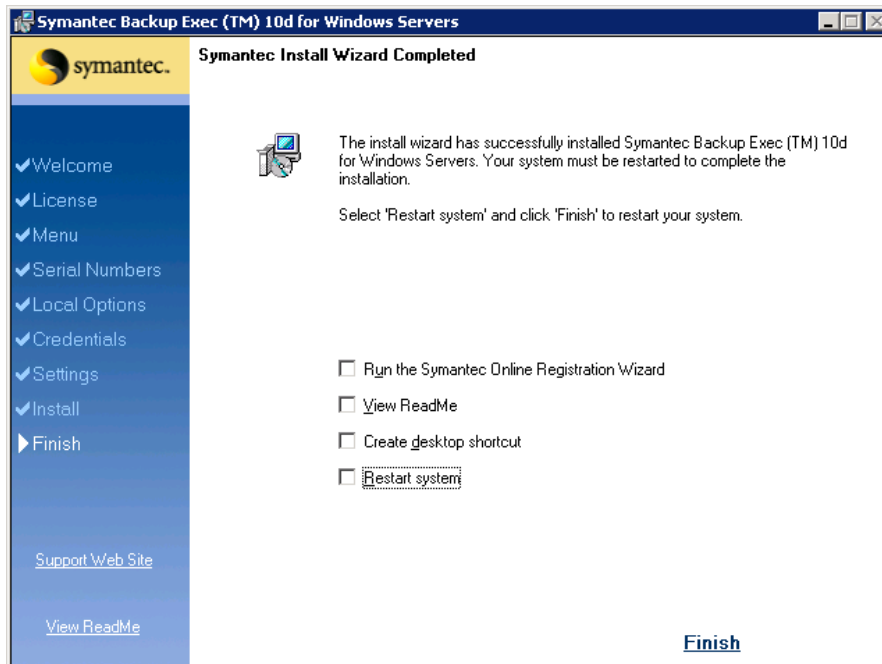 Symantec Backup Exec (TM) 10d for Windows Servers
symantec.
Symantec Install Wizard Completed
The install wizard has successfully installed Symantec Backup Exec (TM) 10d
for Windows Servers. Your system must be restarted to complete the
installation.
Select 'Restart system' and click 'Finish' to restart your system.
Welcome
License
Menu
Serial Numbers
Local Options
Credentials
Settings
Install
Finish
Run the Symantec Online Registration Wizard
View ReadMe
Create desktop shortcut
Restart system
Support Web Site
View ReadMe
Finish